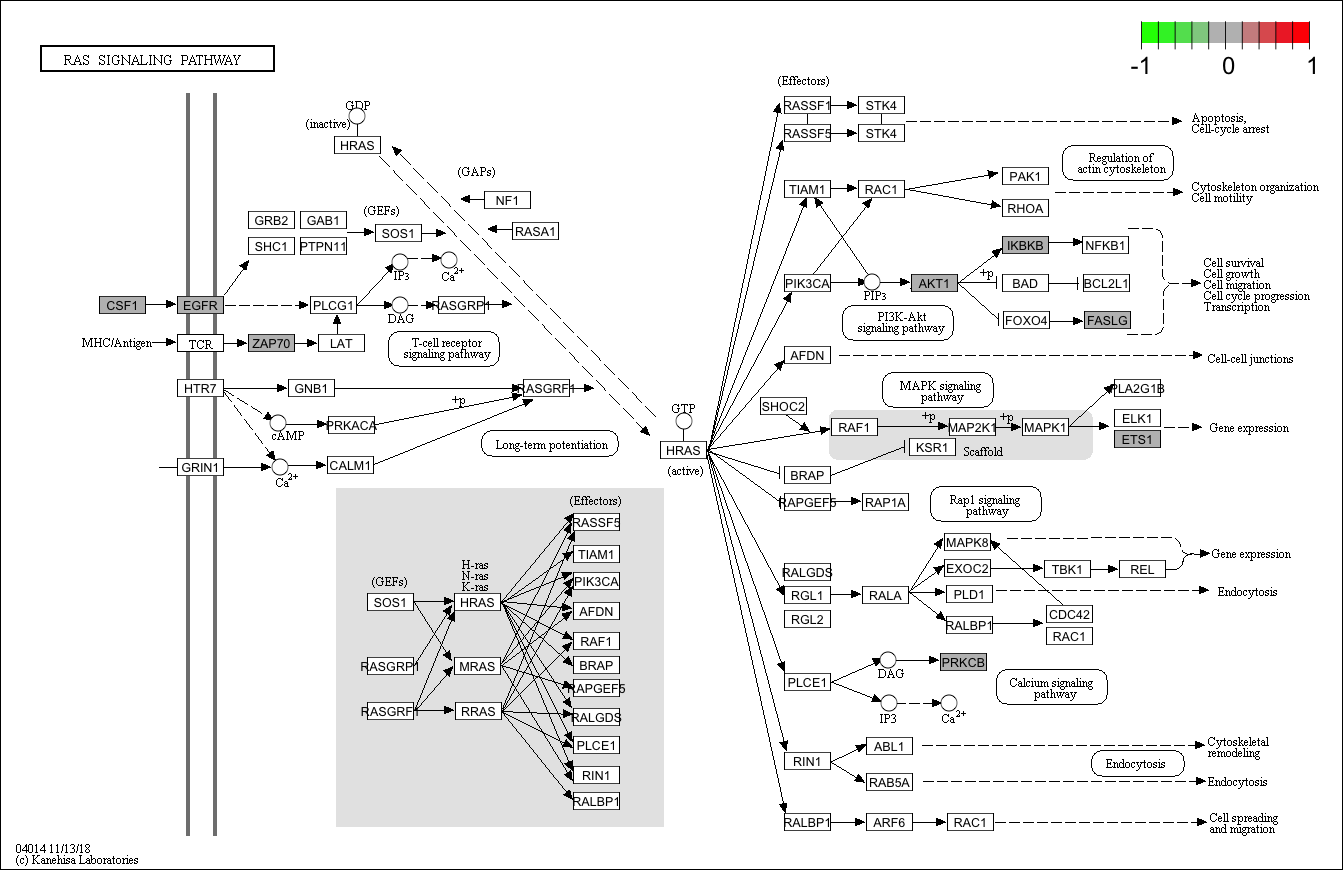 RAS SIGNALING PATHWAY
-1 0 1
GDP
(inactive)
HRAS
(GAPs)
NF1
RASA1
(GEFs)
GRB2 GAB1
SOS1
SHC1 PTPN11
IP3
Ca2+
CSF1
EGFR
PLCG1
DAG
RASGRP1
MHC/Antigen
TCR
ZAP70
LAT
T-cell receptor
signaling pathway
HTR7
GNB1
RASGRF1
+p
cAMP
PRKACA
Long-term potentiation
GRIN1
Ca2+
CALM1
GTP
HRAS
(active)
(Effectors)
RASSF1
STK4
RASSF5
STK4
Apoptosis,
Cell-cycle arrest
Regulation of
actin cytoskeleton
TIAM1
RAC1
PAK1
RHOA
Cytoskeleton organization
Cell motility
PIK3CA
PIP3
AKT1
+p
IKBKB
NFKB1
BAD
BCL2L1
FOXO4
FASLG
Cell survival
Cell growth
Cell migration
Cell cycle progression
Transcription
PI3K-Akt
signaling pathway
AFDN
Cell-cell junctions
MAPK signaling
pathway
SHOC2
RAF1
+p
MAP2K1
+p
MAPK1
KSR1
Scaffold
PLA2G1B
ELK1
ETS1
Gene expression
BRAP
RAPGEF5
RAP1A
Rap1 signaling
pathway
RALGDS
RGL1
RGL2
RALA
MAPK8
EXOC2
TBK1
REL
Gene expression
PLD1
Endocytosis
RALBP1
CDC42
RAC1
PLCE1
DAG
PRKCB
IP3
Ca2+
Calcium signaling
pathway
RIN1
ABL1
Cytoskeletal
remodeling
RAB5A
Endocytosis
Endocytosis
RALBP1
ARF6
RAC1
Cell spreading
and migration
(GEFs)
SOS1
RASGRP1
RASGRF1
H-ras
N-ras
K-ras
HRAS
MRAS
RRAS
(Effectors)
RASSF5
TIAM1
PIK3CA
AFDN
RAF1
BRAP
RAPGEF5
RALGDS
PLCE1
RIN1
RALBP1
04014 11/13/18
(c) Kanehisa Laboratories